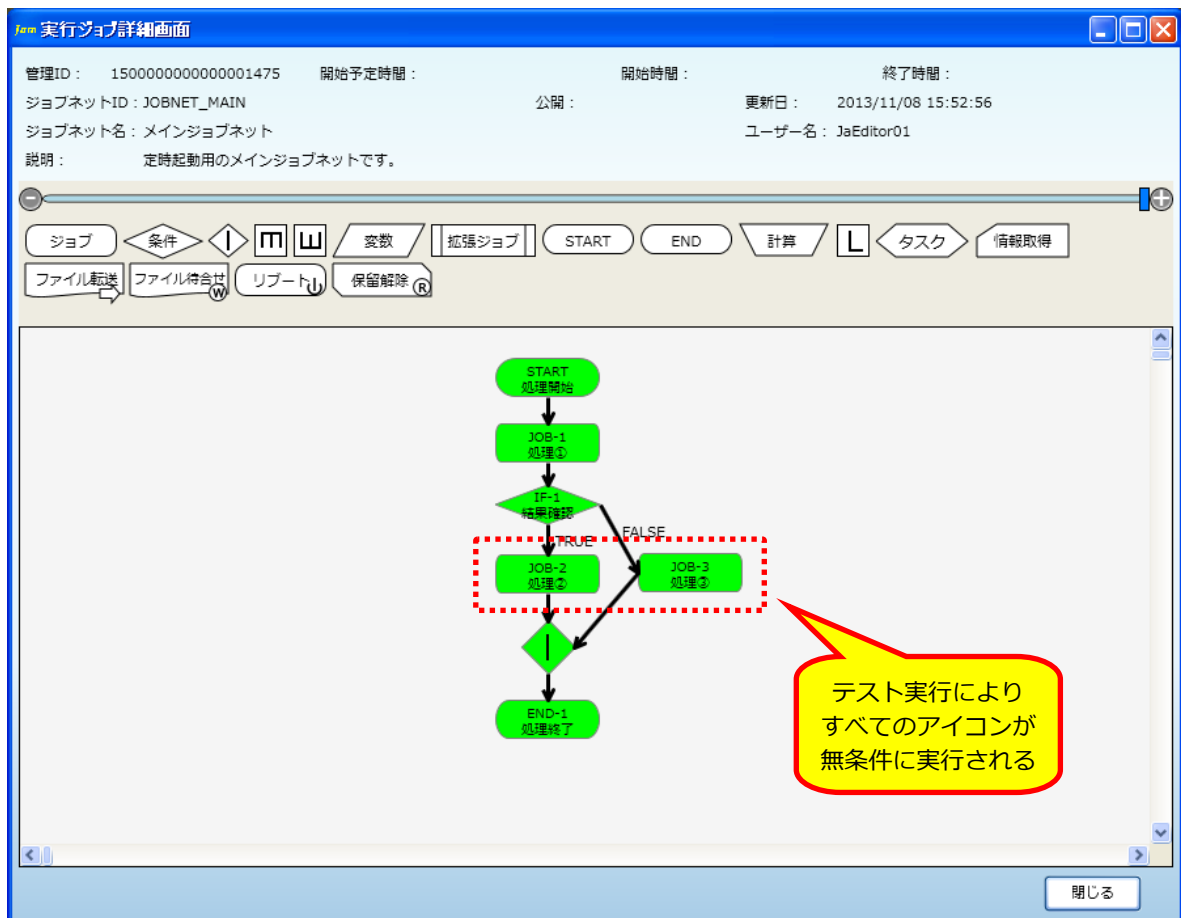 Jam 実行ジョブ詳細画面
管理ID： 1500000000000001475 開始予定時間： 開始時間： 終了時間：
ジョブネットID：JOBNET_MAIN 公開： 更新日： 2013/11/08 15:52:56
ジョブネット名：メインジョブネット ユーザー名： JaEditor01
説明： 定時起動用のメインジョブネットです。
ジョブ 条件 変数 拡張ジョブ START END 計算 L タスク 情報取得
ファイル転送 ファイル待合せ W リブート 保留解除 R
START
処理開始
JOB-1
処理①
IF-1
結果確認
TRUE FALSE
JOB-2
処理②
JOB-3
処理③
END-1
処理終了
テスト実行により
すべてのアイコンが
無条件に実行される
閉じる